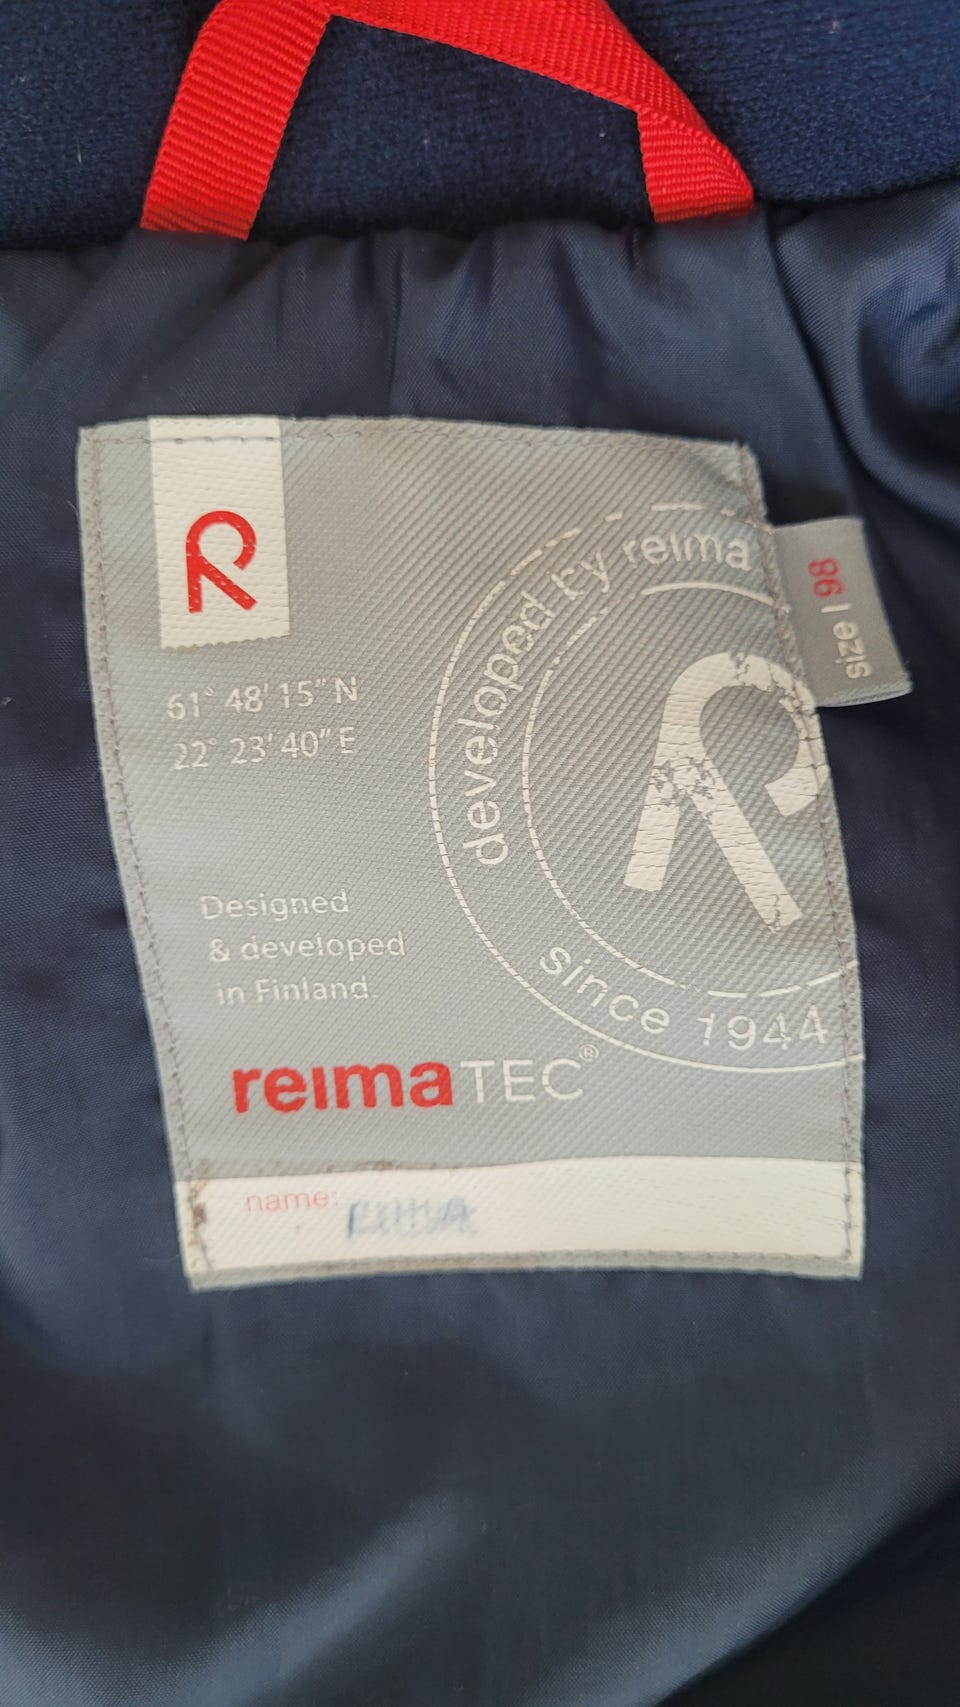 R
61° 48' 15" N
22° 23' 40" E
developed by reima
since 1944
size | 98
Designed
& developed
in Finland.
reimaTEC®
name: